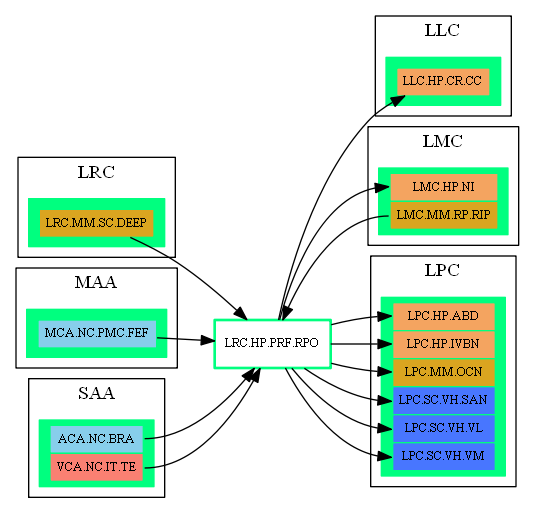 LLC
LLC.HP.CR.CC
LMC
LMC.HP.NI
LMC.MM.RP.RIP
LRC
LRC.MM.SC.DEEP
MAA
MCA.NC.PMC.FEF
SAA
ACA.NC.BRA
VCA.NC.IT.TE
LRC.HP.PRF.RPO
LPC
LPC.HP.ABD
LPC.HP.IVBN
LPC.MM.OCN
LPC.SC.VH.SAN
LPC.SC.VH.VL
LPC.SC.VH.VM